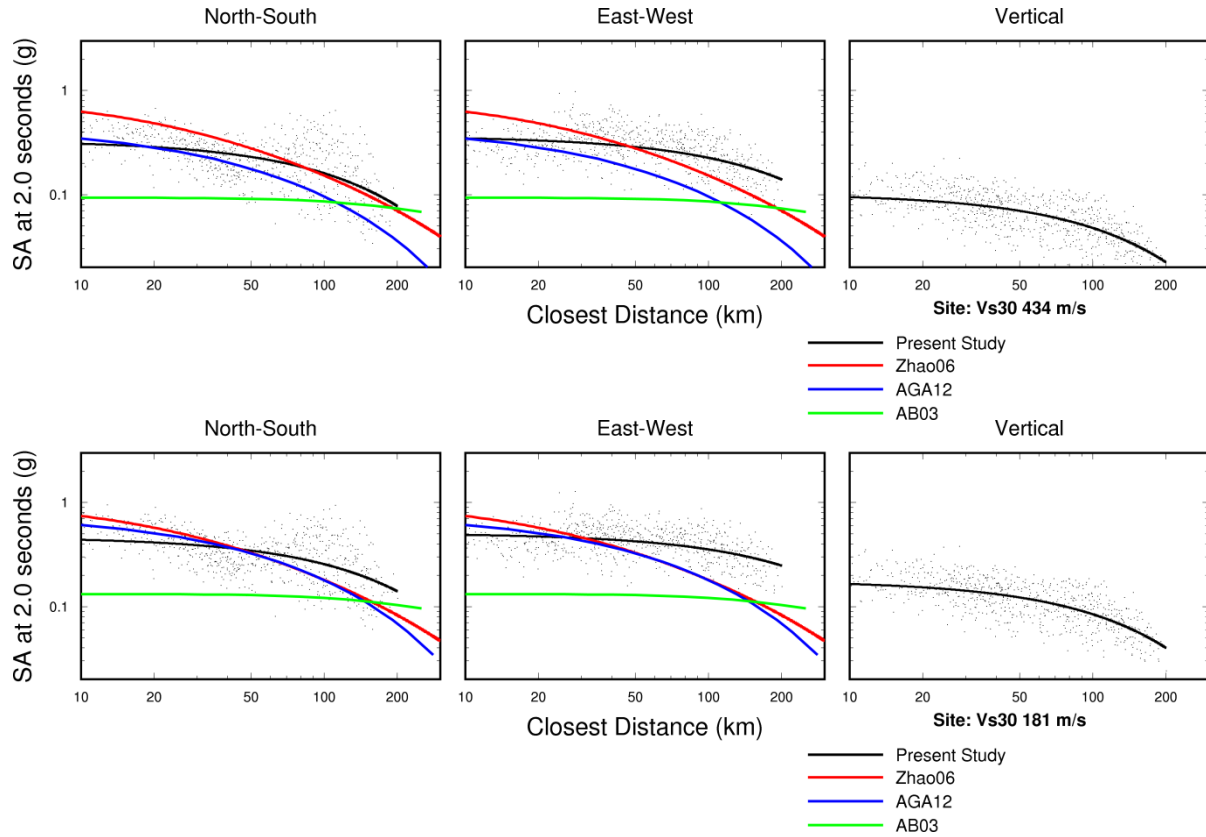 North-South East-West Vertical
SA at 2.0 seconds (g)
1
0.1
10 20 50 100 200 10 20 50 100 200 10 20 50 100 200
Closest Distance (km)
Site: Vs30 434 m/s
Present Study
Zhao06
AGA12
AB03
North-South East-West Vertical
SA at 2.0 seconds (g)
1
0.1
10 20 50 100 200 10 20 50 100 200 10 20 50 100 200
Closest Distance (km)
Site: Vs30 181 m/s
Present Study
Zhao06
AGA12
AB03